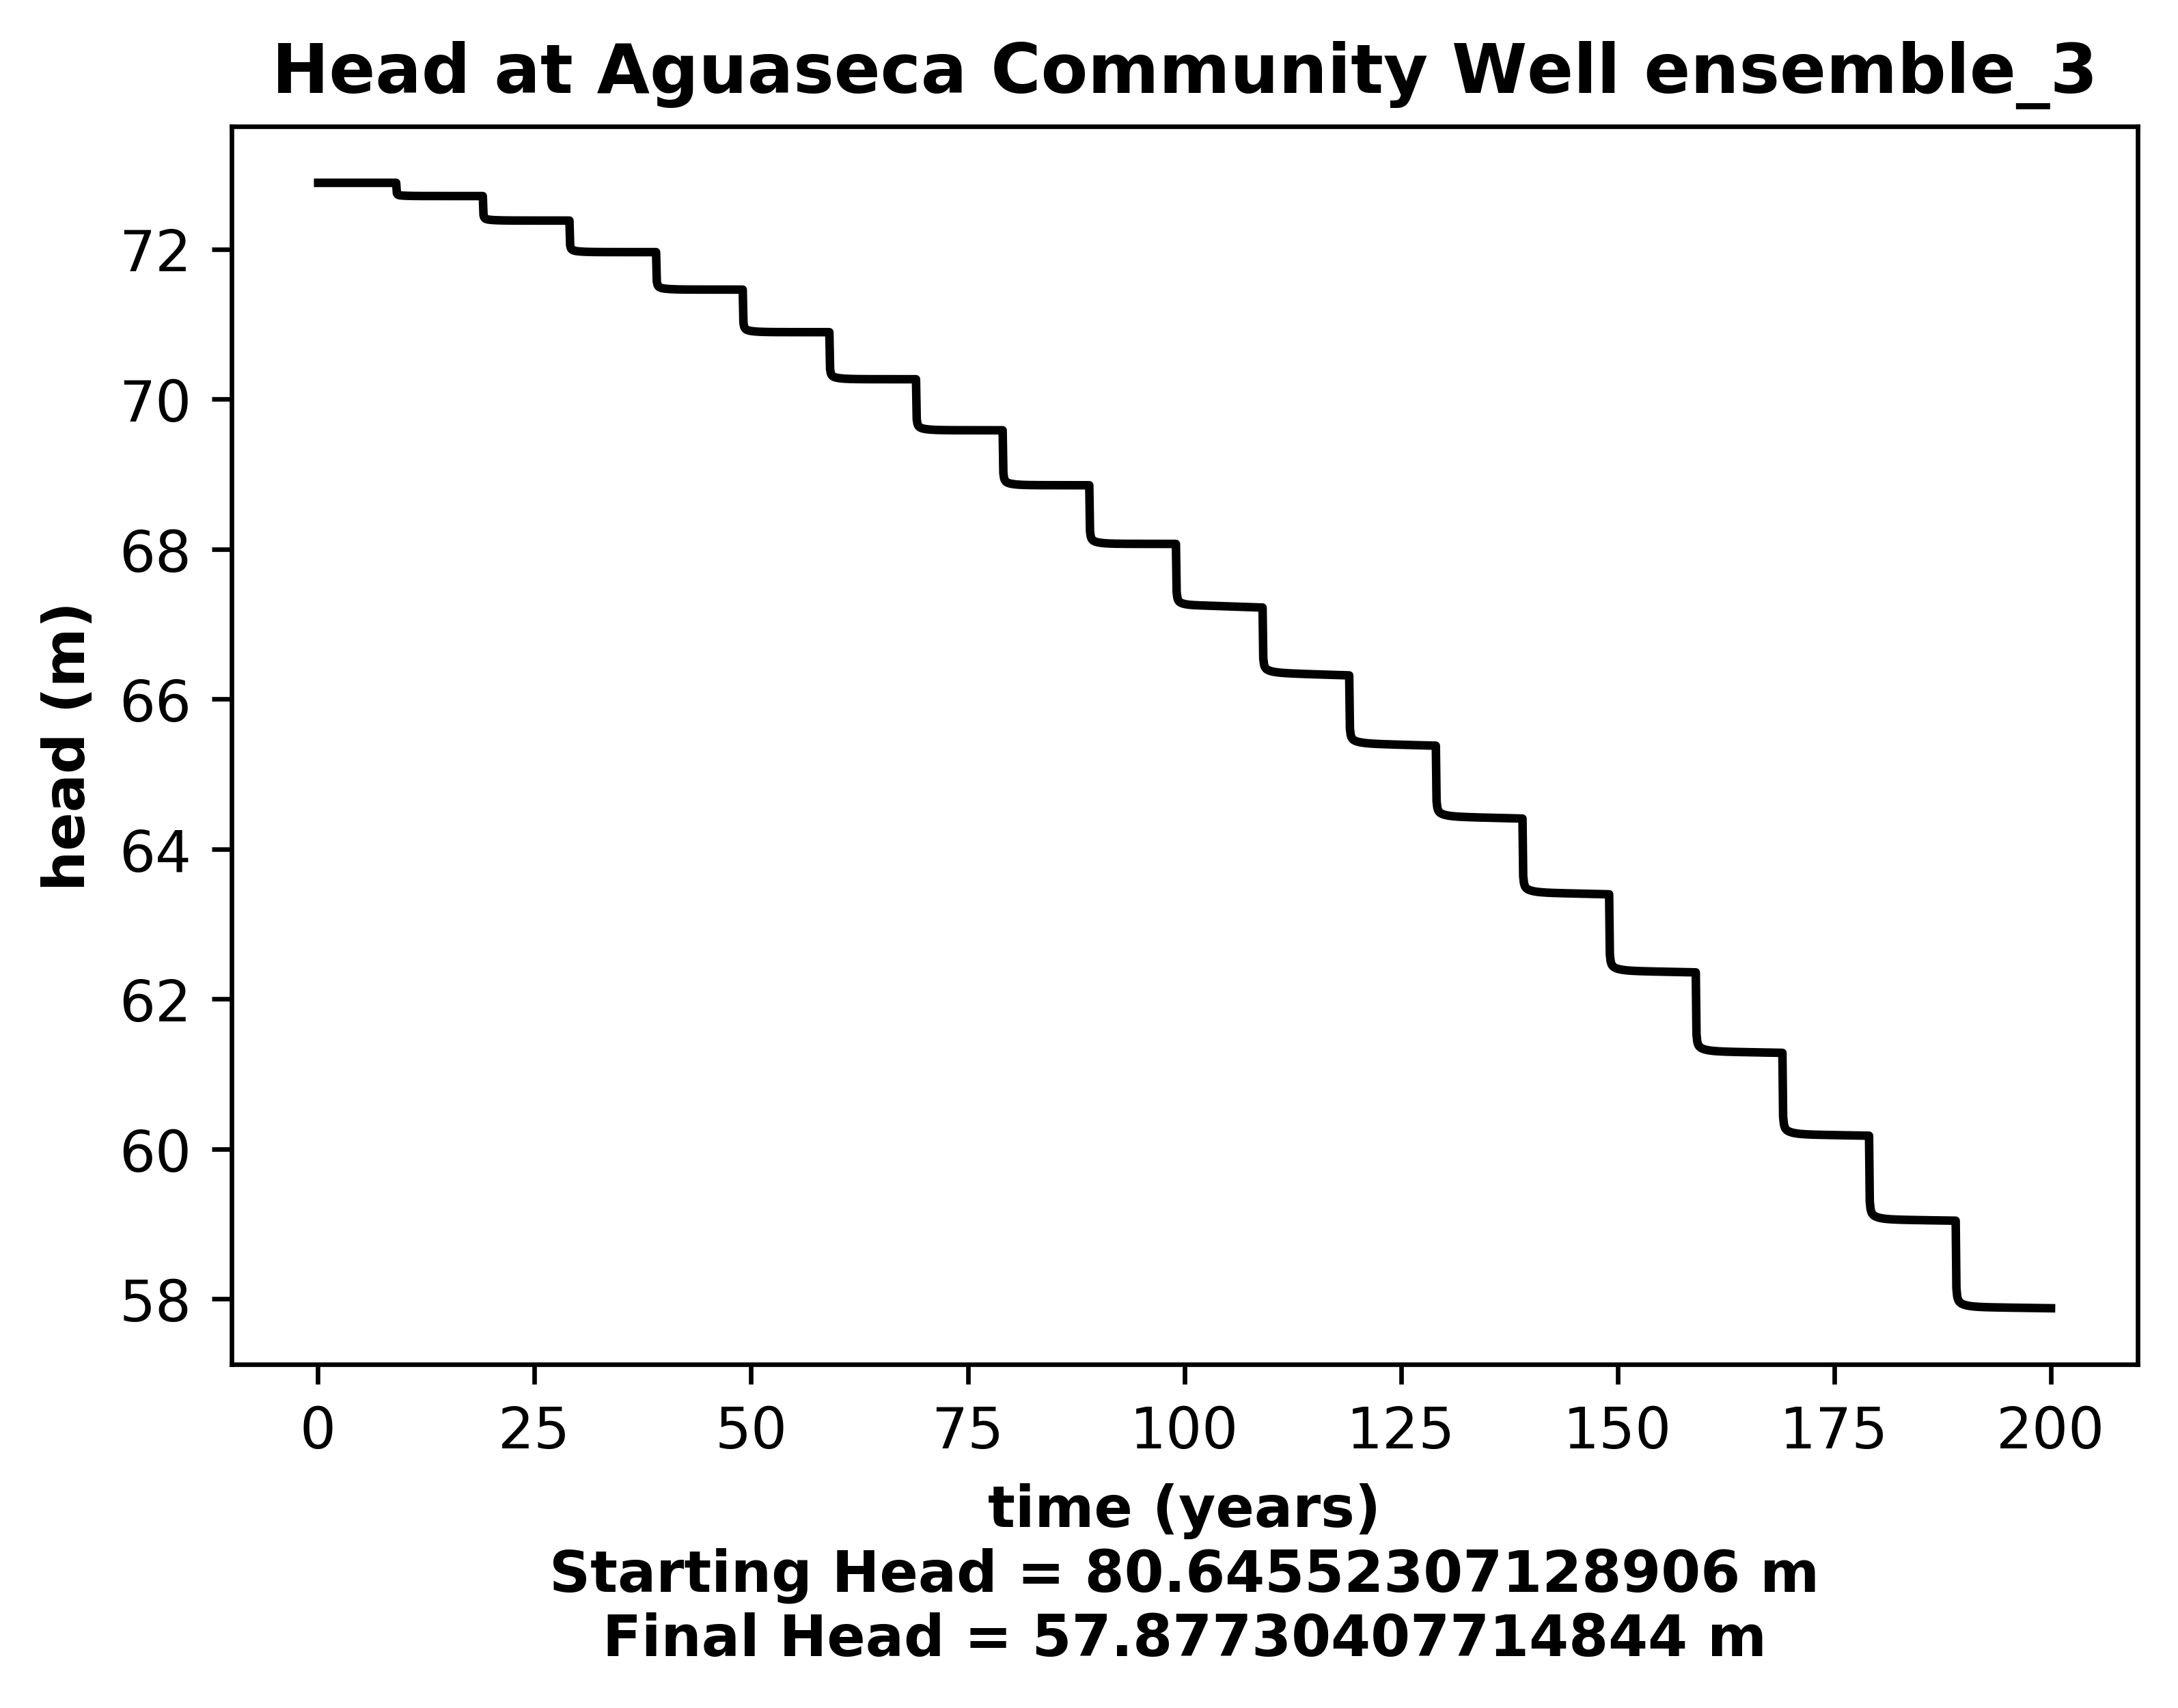 Head at Aguaseca Community Well ensemble_3
head (m)
72
70
68
66
64
62
60
58
0 25 50 75 100 125 150 175 200
time (years)
Starting Head = 80.64552307128906 m
Final Head = 57.87730407714844 m